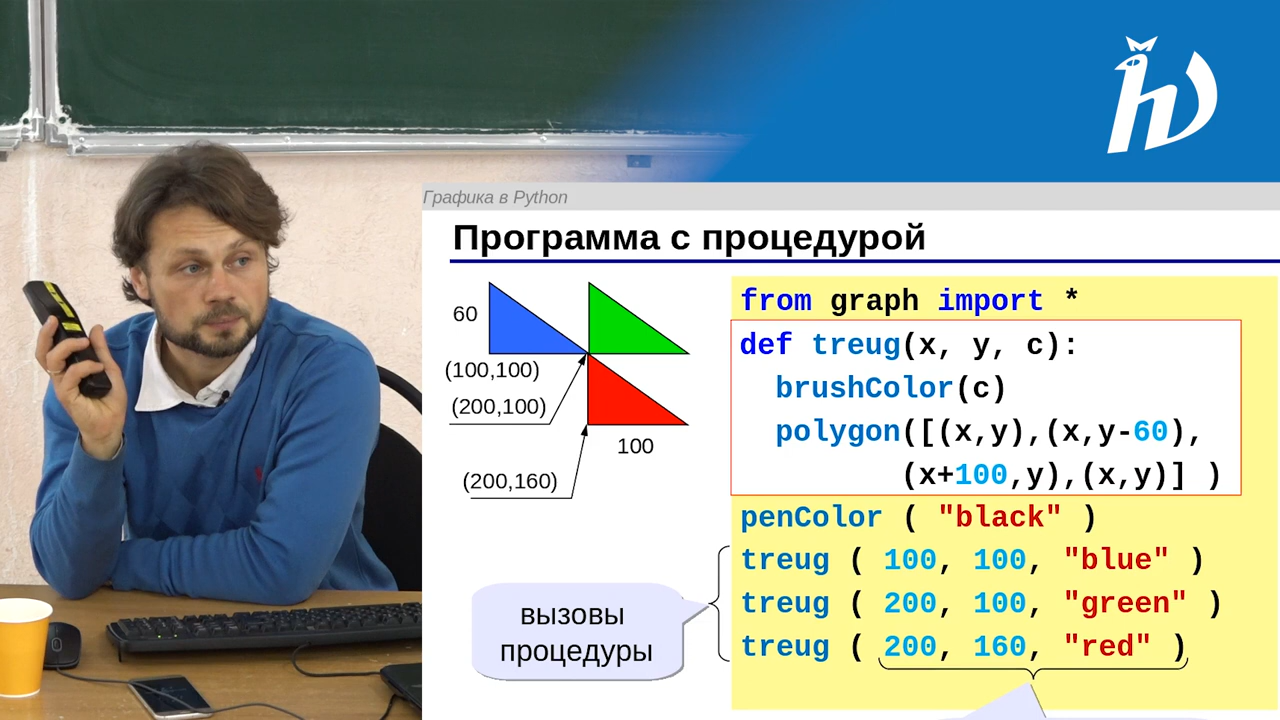 Графика в Python
Программа с процедурой
60
(100,100)
(200,100)
100
(200,160)
from graph import *
def treug(x, y, c):
brushColor(c)
polygon([(x,y),(x,y-60),
(x+100,y),(x,y)] )
penColor ( "black" )
treug ( 100, 100, "blue" )
treug ( 200, 100, "green" )
treug ( 200, 160, "red" )
вызовы
процедуры